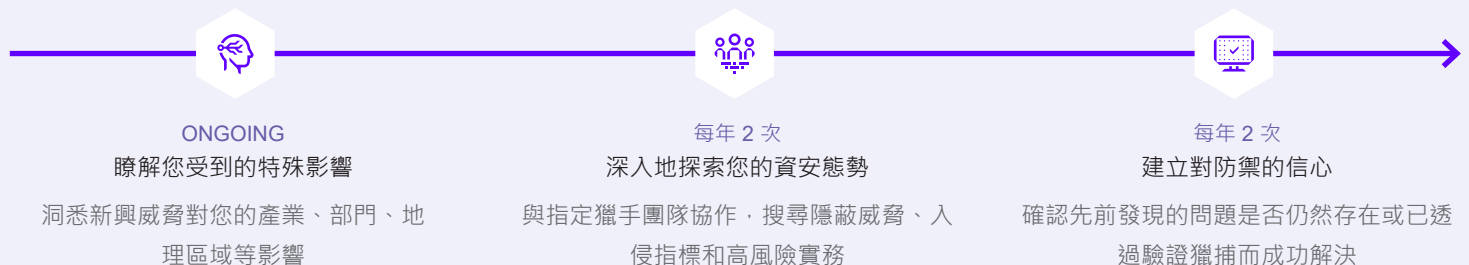 ONGOING
瞭解您受到的特殊影響
洞悉新興威脅對您的產業、部門、地
理區域等影響
每年 2 次
深入地探索您的資安態勢
與指定獵手團隊協作，搜尋隱蔽威脅、入
侵指標和高風險實務
每年 2 次
建立對防禦的信心
確認先前發現的問題是否仍然存在或已透
過驗證獵捕而成功解決